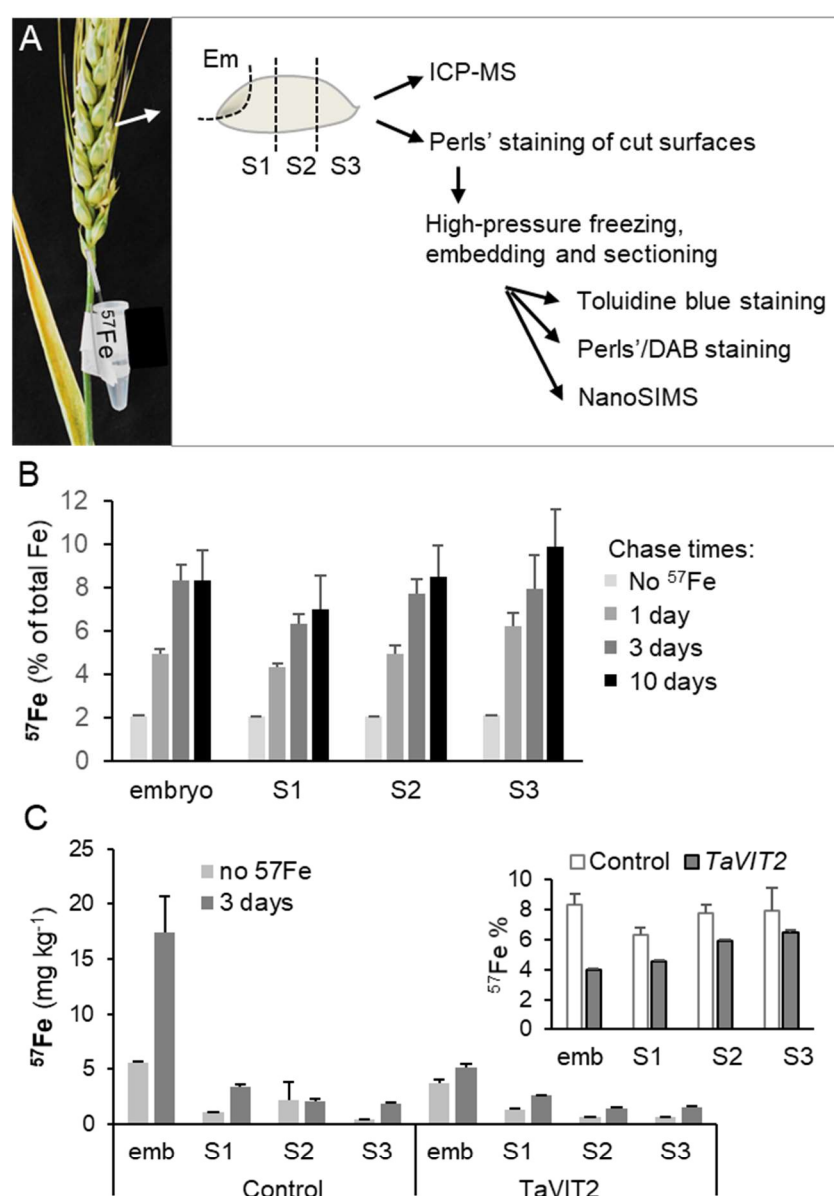 A
⁵⁷Fe
Em
S1 S2 S3
ICP-MS
Perls’ staining of cut surfaces
High-pressure freezing,
embedding and sectioning
Toluidine blue staining
Perls’/DAB staining
NanoSIMS
B
⁵⁷Fe (% of total Fe)
12
10
8
6
4
2
0
embryo S1 S2 S3
Chase times:
No ⁵⁷Fe
1 day
3 days
10 days
C
⁵⁷Fe (mg kg⁻¹)
25
20
15
10
5
0
no 57Fe
3 days
emb S1 S2 S3 emb S1 S2 S3
Control TaVIT2
Control TaVIT2
⁵⁷Fe %
10
8
6
4
2
0
emb S1 S2 S3